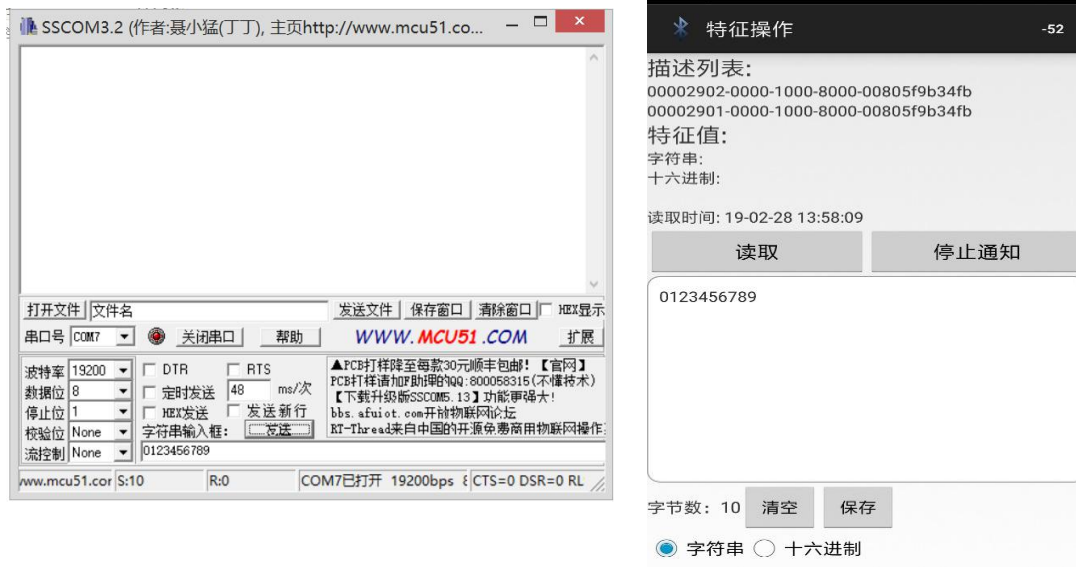 SSCOM3.2 (作者:聂小猛(丁丁), 主页http://www.mcu51.co...
打开文件 文件名 发送文件 保存窗口 清除窗口 HEX显示
串口号 COM7 关闭串口 帮助 WWW.MCU51.COM 扩展
波特率 19200 DTR RTS
数据位 8 定时发送 48 ms/次
停止位 1 HEX发送 发送新行
校验位 None 字符串输入框: 发送
流控制 None 0123456789
▲PCB打样降至每款30元顺丰包邮!【官网】
PCB打样请加F助理的QQ:800058315(不懂技术)
【下载升级版SSCOM5.13】功能更强大!
bbs.afuiot.com开放物联网论坛
RT-Thread来自中国的开源免费商用物联网操作
/ww.mcu51.cor S:10 R:0 COM7已打开 19200bps CTS=0 DSR=0 RL
特征操作 -52
描述列表:
00002902-0000-1000-8000-00805f9b34fb
00002901-0000-1000-8000-00805f9b34fb
特征值:
字符串:
十六进制:
读取时间: 19-02-28 13:58:09
读取 停止通知
0123456789
字节数: 10 清空 保存
字符串 十六进制